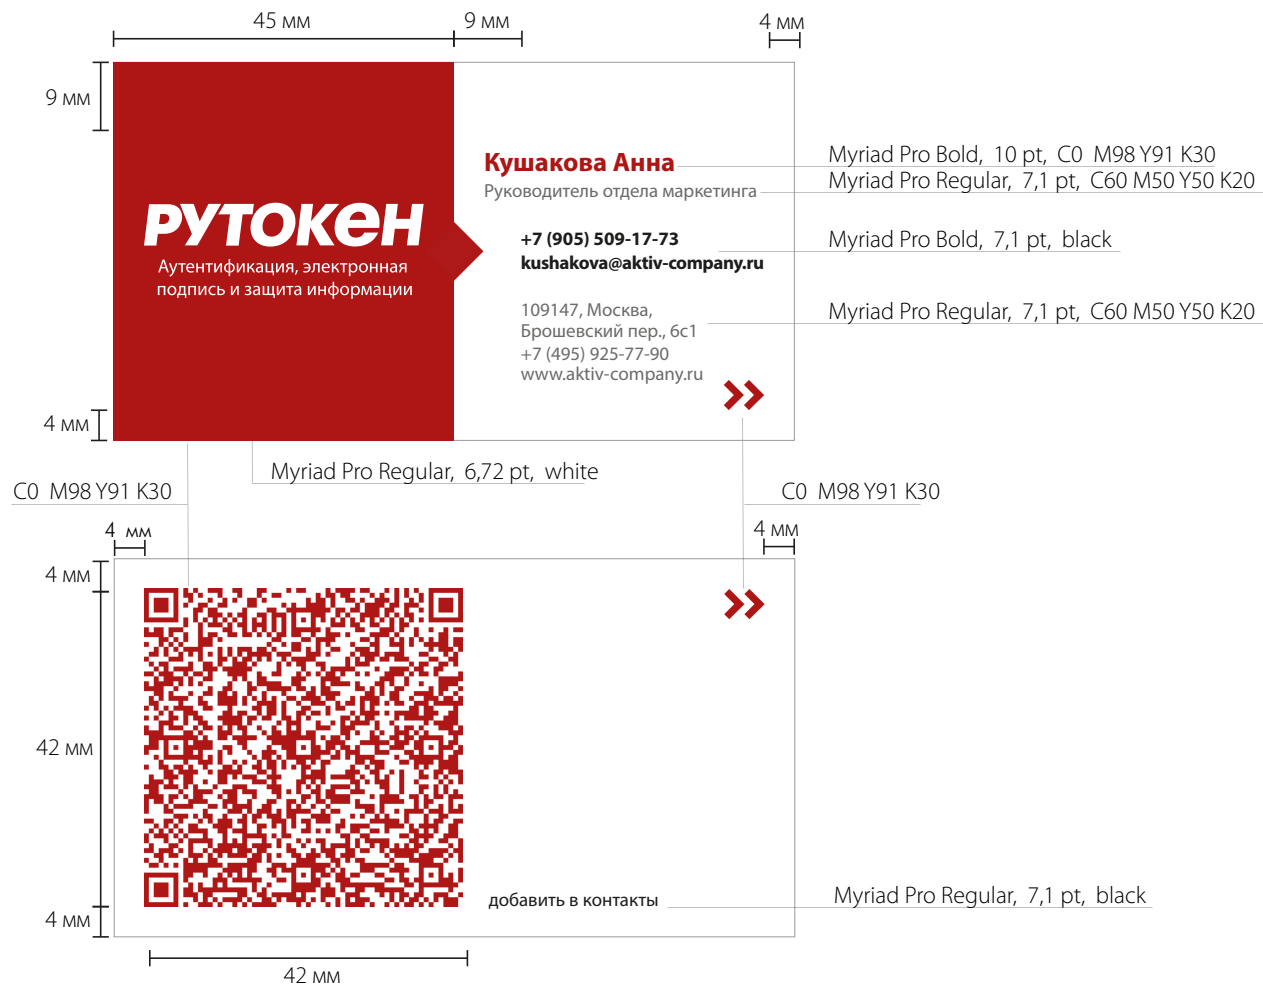 45 мм
9 мм
4 мм
9 мм
Кушакова Анна
Myriad Pro Bold, 10 pt, C0 M98 Y91 K30
Руководитель отдела маркетинга
Myriad Pro Regular, 7,1 pt, C60 M50 Y50 K20
РУТОКЕН
Аутентификация, электронная
подпись и защита информации
+7 (905) 509-17-73
kushakova@aktiv-company.ru
Myriad Pro Bold, 7,1 pt, black
109147, Москва,
Брошевский пер., 6с1
+7 (495) 925-77-90
www.aktiv-company.ru
Myriad Pro Regular, 7,1 pt, C60 M50 Y50 K20
4 мм
Myriad Pro Regular, 6,72 pt, white
C0 M98 Y91 K30
C0 M98 Y91 K30
4 мм
4 мм
4 мм
42 мм
добавить в контакты
Myriad Pro Regular, 7,1 pt, black
4 мм
42 мм